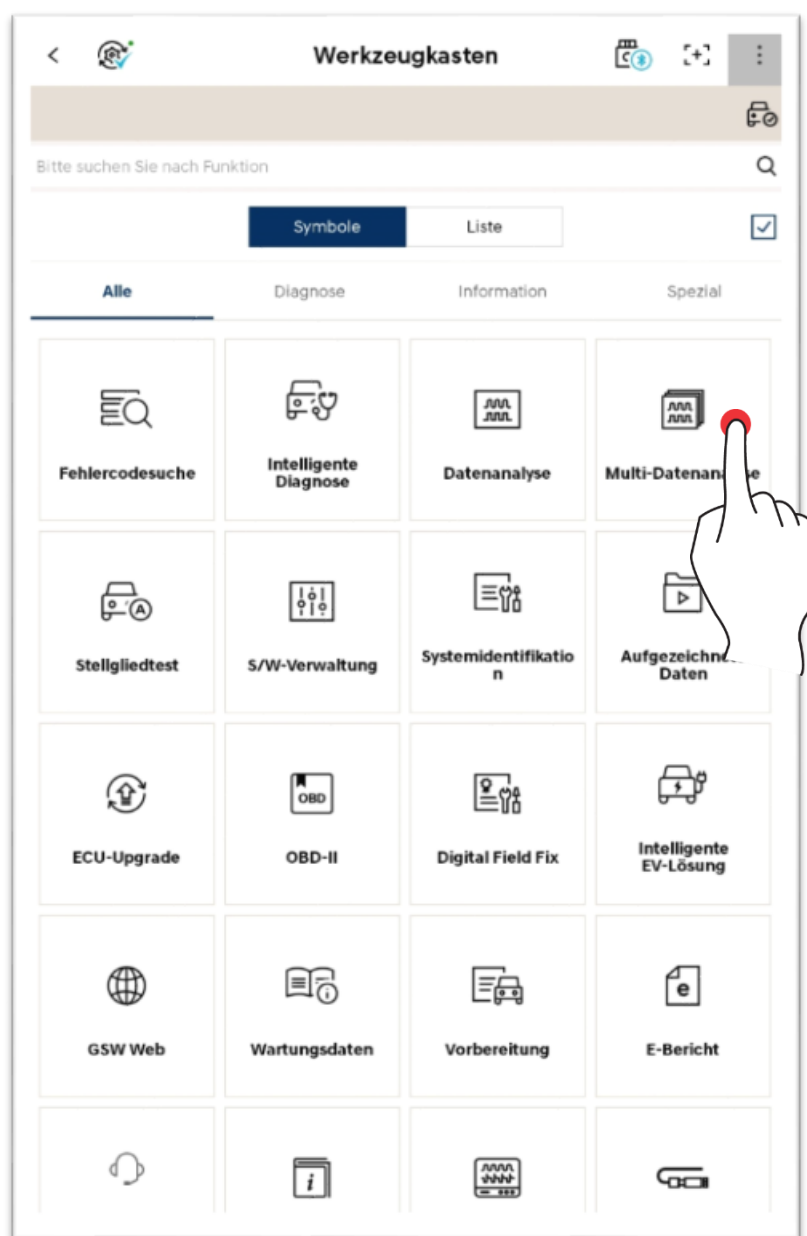 Werkzeugkasten
Bitte suchen Sie nach Funktion
Symbole Liste
Alle Diagnose Information Spezial
Fehlercodesuche
Intelligente
Diagnose
Datenanalyse
Multi-Datenana se
Stellgliedtest
S/W-Verwaltung
Systemidentifikatio
n
Aufgezeichne
Daten
ECU-Upgrade
OBD
OBD-II
Digital Field Fix
Intelligente
EV-Lösung
GSW Web
Wartungsdaten
Vorbereitung
e
E-Bericht
i